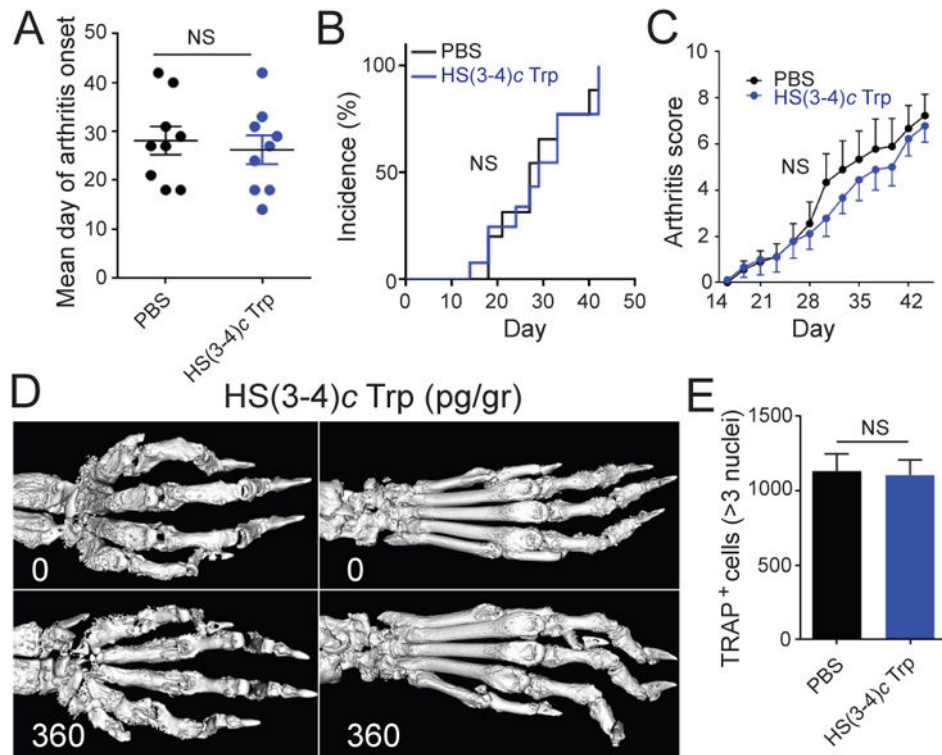 A
Mean day of arthritis onset
50
40
30
20
10
0
NS
PBS
HS(3-4)c Trp
B
PBS
HS(3-4)c Trp
Incidence (%)
100
50
0
NS
0 10 20 30 40 50
Day
C
Arthritis score
10
8
6
4
2
0
PBS
HS(3-4)c Trp
NS
14 21 28 35 42
Day
D
HS(3-4)c Trp (pg/gr)
0
0
360
360
E
TRAP+ cells (>3 nuclei)
1500
1000
500
0
NS
PBS
HS(3-4)c Trp